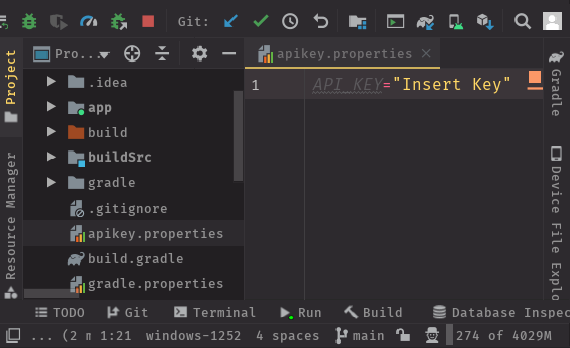 Git:
Project
Resource Manager
Pro...
.idea
app
build
buildSrc
gradle
.gitignore
apikey.properties
build.gradle
gradle.properties
apikey.properties
1
API_KEY="Insert Key"
Gradle
Device File Explo
TODO
Git
Terminal
Run
Build
Database Inspec
... (2 m 1:21 windows-1252 4 spaces main 274 of 4029M